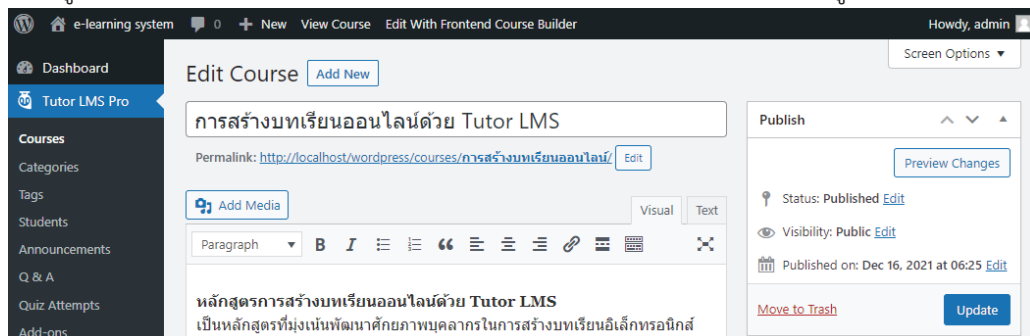 e-learning system 0 + New View Course Edit With Frontend Course Builder Howdy, admin
Screen Options ▼
Dashboard
Tutor LMS Pro
Courses
Categories
Tags
Students
Announcements
Q & A
Quiz Attempts
Add-ons
Edit Course Add New
การสร้างบทเรียนออนไลน์ด้วย Tutor LMS
Permalink: http://localhost/wordpress/courses/การสร้างบทเรียนออนไลน์/ Edit
Add Media
Visual Text
Paragraph ▼ B I
หลักสูตรการสร้างบทเรียนออนไลน์ด้วย Tutor LMS
เป็นหลักสูตรที่มุ่งเน้นพัฒนาศักยภาพบุคลากรในการสร้างบทเรียนอิเล็กทรอนิกส์
Publish
Preview Changes
Status: Published Edit
Visibility: Public Edit
Published on: Dec 16, 2021 at 06:25 Edit
Move to Trash Update